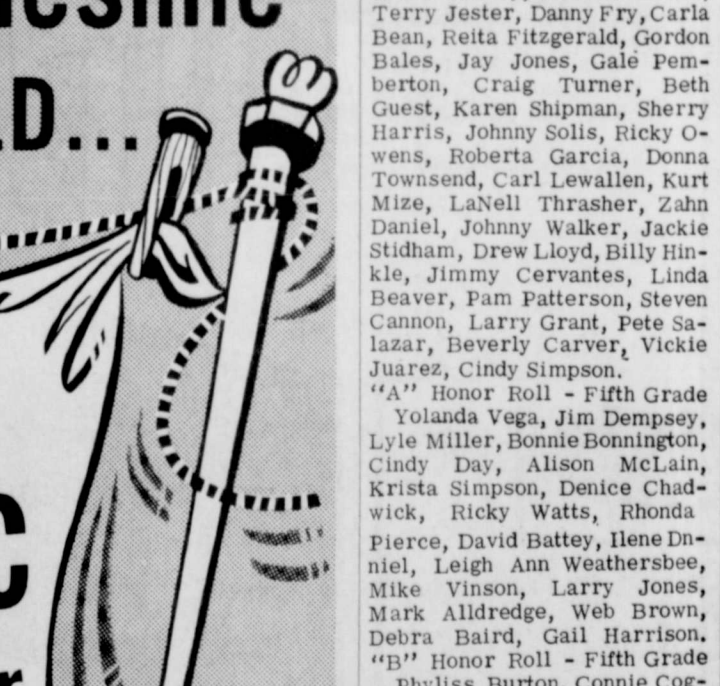 D...
Terry Jester, Danny Fry, Carla
Bean, Reita Fitzgerald, Gordon
Bales, Jay Jones, Gale Pem-
berton, Craig Turner, Beth
Guest, Karen Shipman, Sherry
Harris, Johnny Solis, Ricky O-
wens, Roberta Garcia, Donna
Townsend, Carl Lewallen, Kurt
Mize, LaNell Thrasher, Zahn
Daniel, Johnny Walker, Jackie
Stidham, Drew Lloyd, Billy Hin-
kle, Jimmy Cervantes, Linda
Beaver, Pam Patterson, Steven
Cannon, Larry Grant, Pete Sa-
lazar, Beverly Carver, Vickie
Juarez, Cindy Simpson.
"A" Honor Roll - Fifth Grade
Yolanda Vega, Jim Dempsey,
Lyle Miller, Bonnie Bonnington,
Cindy Day, Alison McLain,
Krista Simpson, Denice Chad-
wick, Ricky Watts, Rhonda
Pierce, David Battey, Ilene Dn-
niel, Leigh Ann Weathersbee,
Mike Vinson, Larry Jones,
Mark Alldredge, Web Brown,
Debra Baird, Gail Harrison.
"B" Honor Roll - Fifth Grade
Phyliss Burton, Connie Cog-